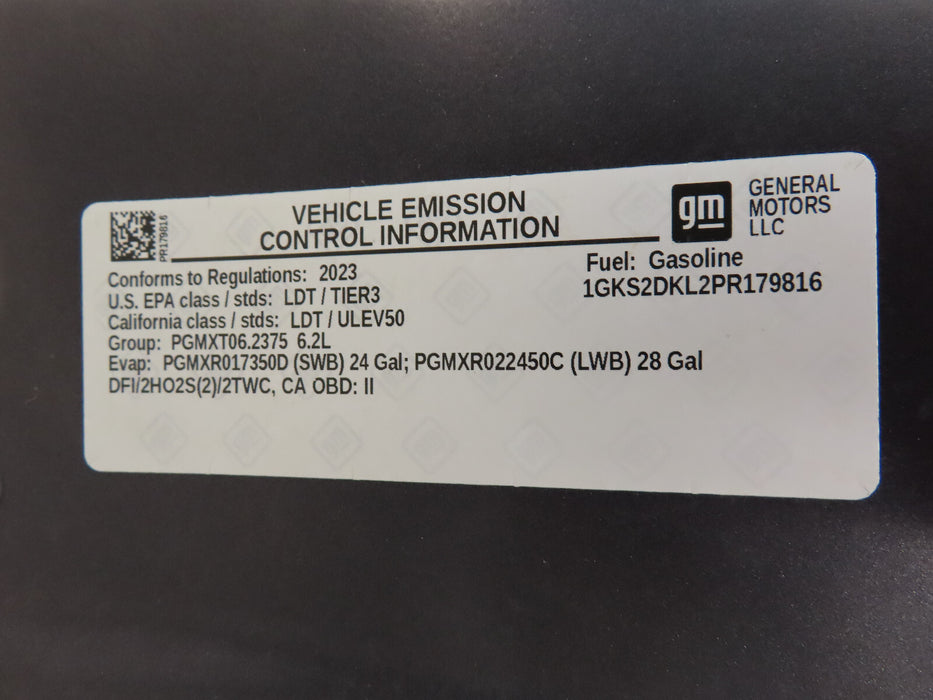 PR179816
VEHICLE EMISSION
CONTROL INFORMATION
gm
GENERAL
MOTORS
LLC
Conforms to Regulations: 2023
U.S. EPA class / stds: LDT / TIER3
California class / stds: LDT / ULEV50
Group: PGMXT06.2375 6.2L
Evap: PGMXR017350D (SWB) 24 Gal; PGMXR022450C (LWB) 28 Gal
DFI/2HO2S(2)/2TWC, CA OBD: II
Fuel: Gasoline
1GKS2DKL2PR179816